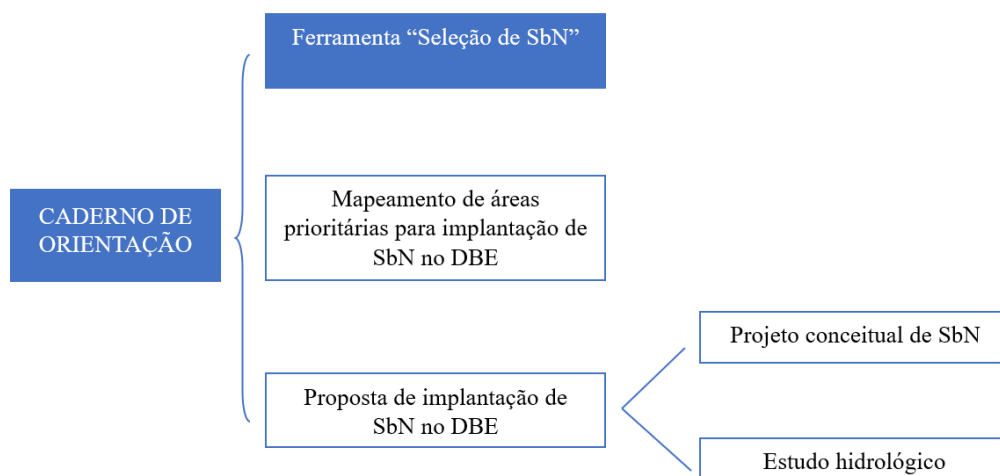 Ferramenta “Seleção de SbN”
Mapeamento de áreas
prioritárias para implantação de
SbN no DBE
CADERNO DE
ORIENTAÇÃO
Projeto conceitual de SbN
Proposta de implantação de
SbN no DBE
Estudo hidrológico